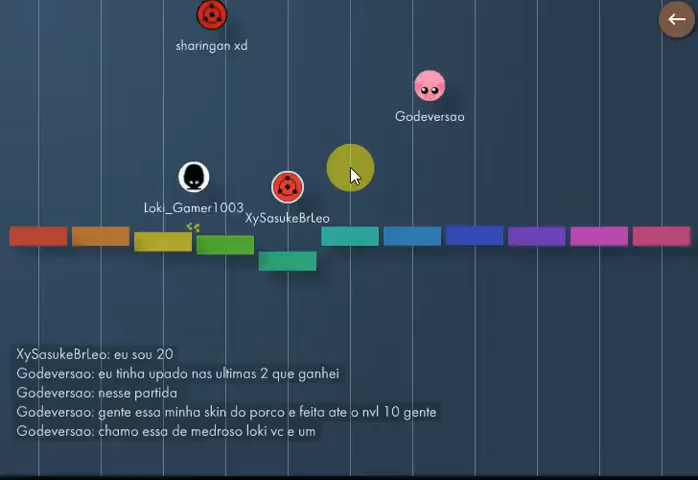 sharingan xd
Godeversao
Loki_Gamer1003
XySasukeBrLeo
XySasukeBrLeo: eu sou 20
Godeversao: eu tinha upado nas ultimas 2 que ganhei
Godeversao: nesse partida
Godeversao: gente essa minha skin do porco e feita ate o nvl 10 gente
Godeversao: chamo essa de medroso loki vc e um